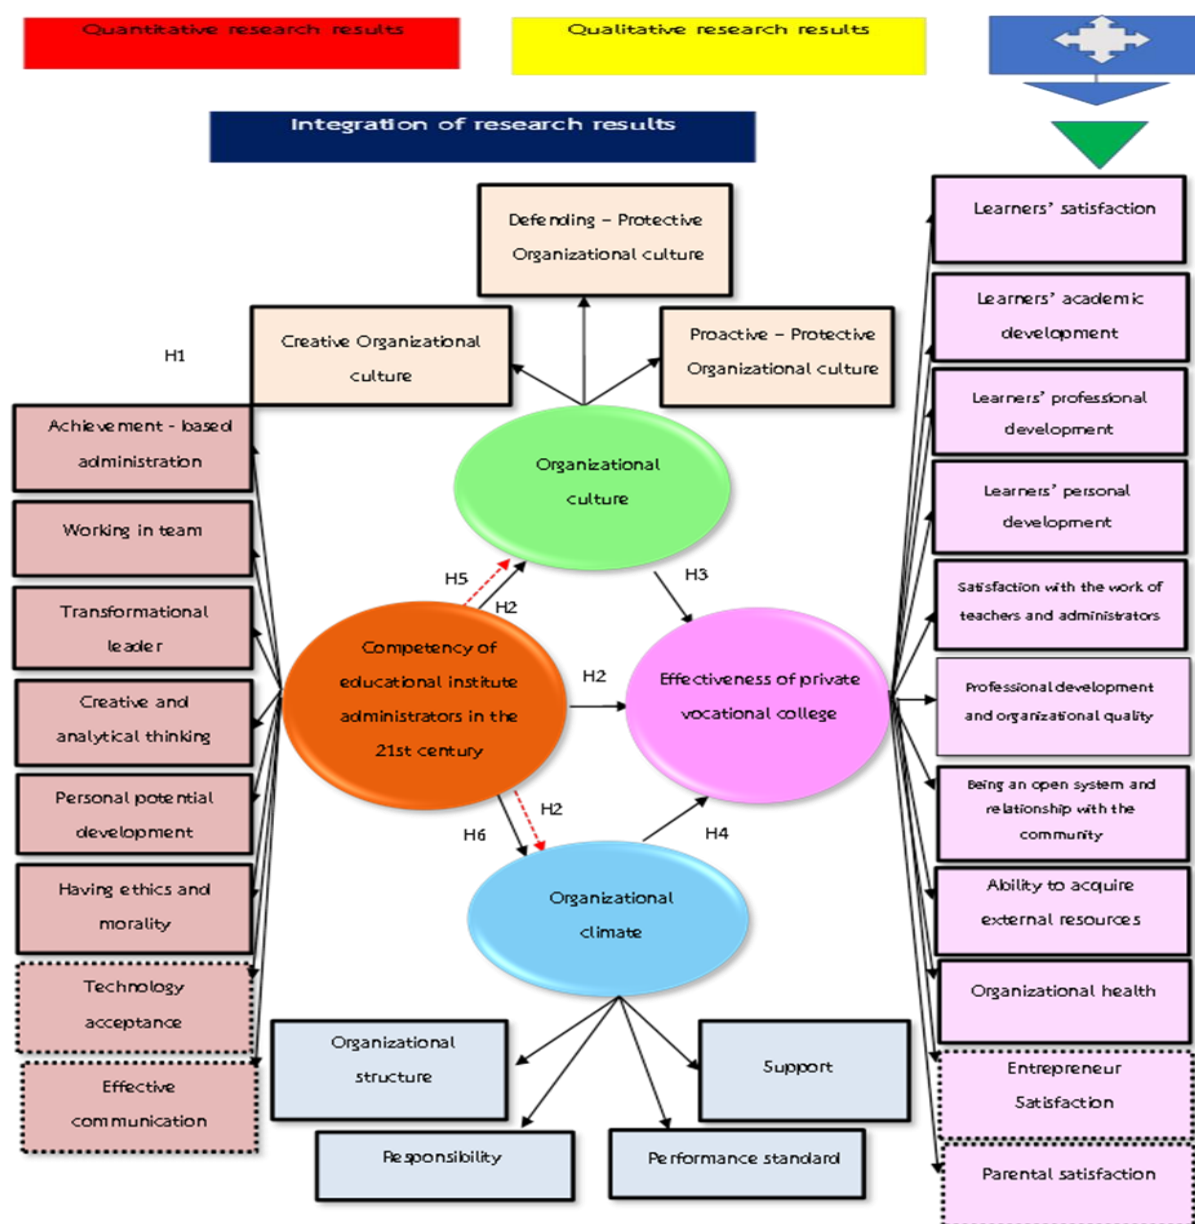 Quantitative research results
Qualitative research results
Integration of research results
Defending – Protective
Organizational culture
Creative Organizational
culture
Proactive – Protective
Organizational culture
H1
Achievement - based
administration
Working in team
Transformational
leader
Creative and
analytical thinking
Personal potential
development
Having ethics and
morality
Technology
acceptance
Effective
communication
Organizational
culture
H5
H2
H3
Competency of
educational institute
administrators in the
21st century
H2
Effectiveness of private
vocational college
H6
H2
H4
Organizational
climate
Organizational
structure
Support
Responsibility
Performance standard
Learners’ satisfaction
Learners’ academic
development
Learners’ professional
development
Learners’ personal
development
Satisfaction with the work of
teachers and administrators
Professional development
and organizational quality
Being an open system and
relationship with the
community
Ability to acquire
external resources
Organizational health
Entrepreneur
Satisfaction
Parental satisfaction